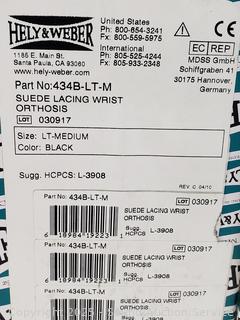 HELY & WEBER
1185 E. Main St.
Santa Paula, CA 93060
www.hely-weber.com
United States
Ph 800-654-3241
Fx 800-559-5975
International
Ph 805-525-4244
Fx 805-933-2348
EC REP
MDSS GmbH
Schiffgraben 41
30175 Hannover,
Germany
Part No: 434B-LT-M
SUEDE LACING WRIST
ORTHOSIS
LOT 030917
Size: LT-MEDIUM
Color: BLACK
Sugg. HCPCS: L-3908
REV C 04/10
Part No: 434B-LT-M
LOT 030917
SUEDE LACING WRIST
ORTHOSIS
Sugg.
HCPCS: L-3908
Part No: 434B-LT-M
LOT 030917
SUEDE LACING WRIST
ORTHOSIS
Sugg.
HCPCS: L-3908
Part No: 434B-LT-M
LOT 030917
SUEDE LACING WRIST
ORTHOSIS